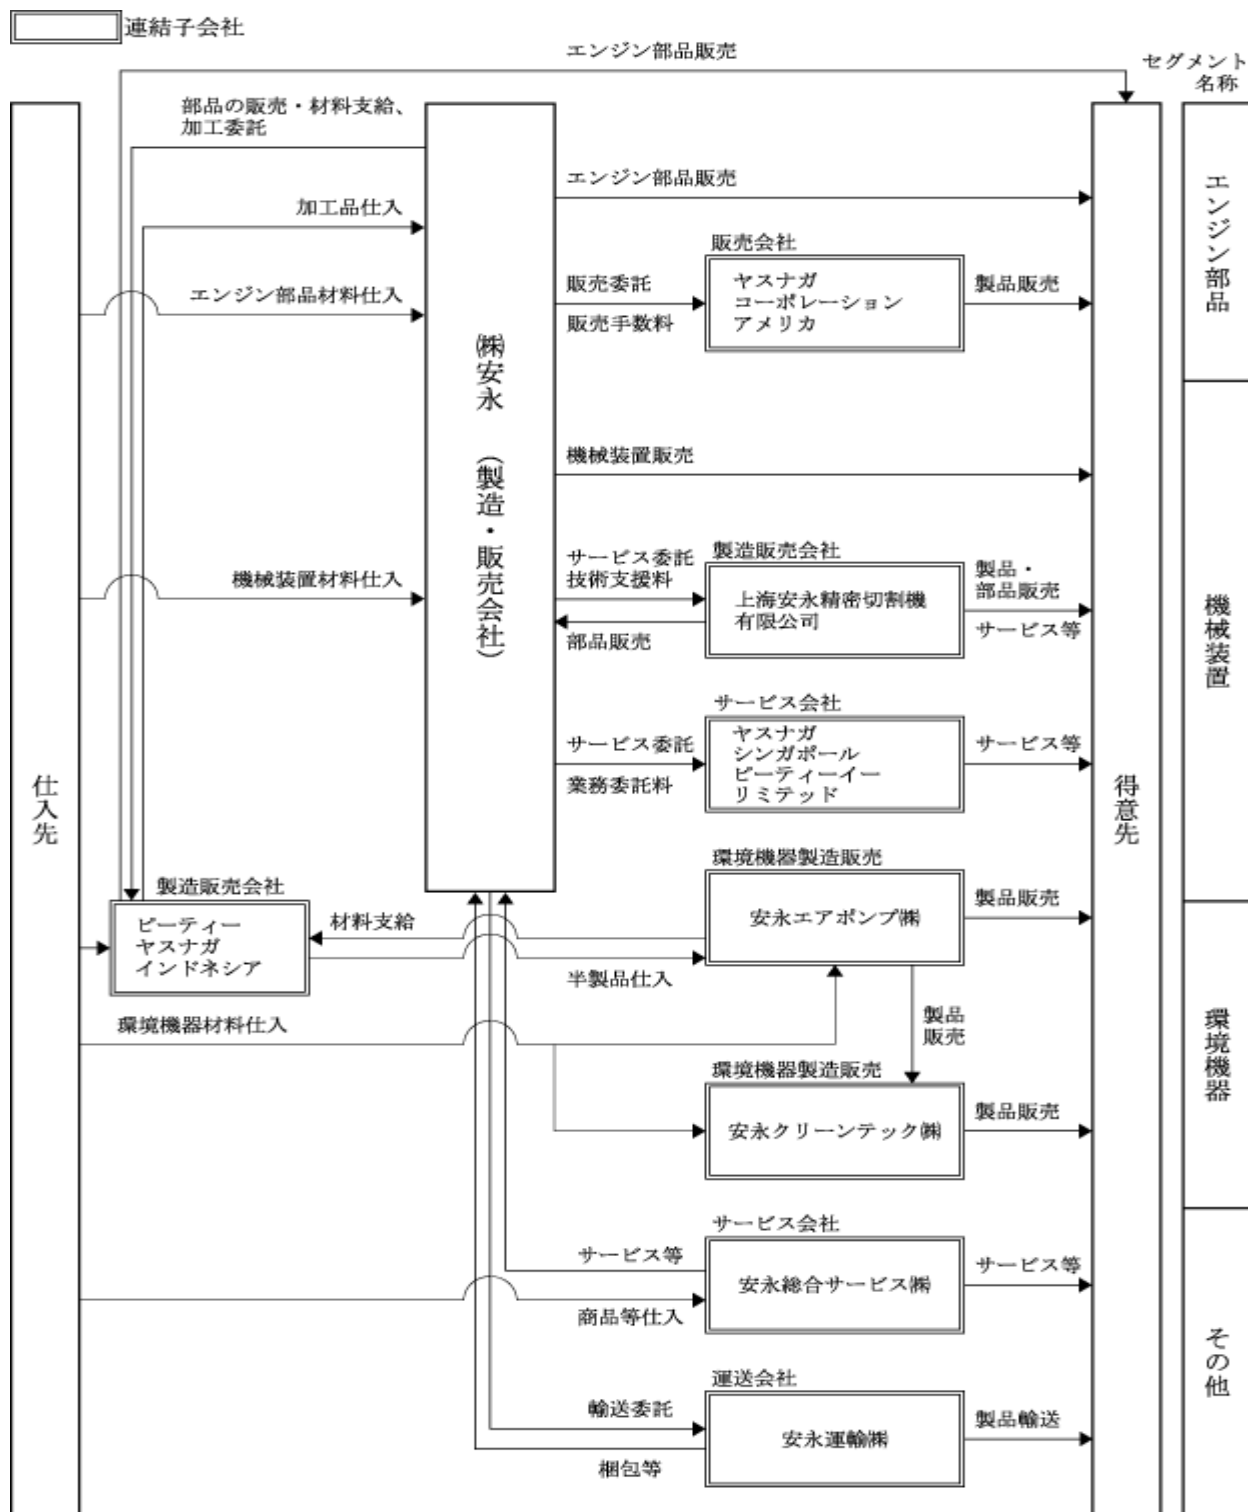 連結子会社
エンジン部品販売
セグメント
名称
部品の販売・材料支給、
加工委託
エンジン部品販売
加工品仕入
販売会社
エンジン部品材料仕入
販売委託
販売手数料
ヤスナガ
コーポレーション
アメリカ
製品販売
エンジン部品
㈱安永 (製造・販売会社)
機械装置販売
製造販売会社
機械装置材料仕入
サービス委託
技術支援料
上海安永精密切割機
有限公司
製品・
部品販売
サービス等
部品販売
機械装置
サービス会社
サービス委託
業務委託料
ヤスナガ
シンガポール
ピーティーイー
リミテッド
サービス等
仕入先
得意先
環境機器製造販売
製造販売会社
安永エアポンプ㈱
製品販売
ピーティー
ヤスナガ
インドネシア
材料支給
半製品仕入
環境機器材料仕入
製品
販売
環境機器
環境機器製造販売
安永クリーンテック㈱
製品販売
サービス会社
サービス等
安永総合サービス㈱
サービス等
商品等仕入
その他
運送会社
輸送委託
安永運輸㈱
製品輸送
梱包等